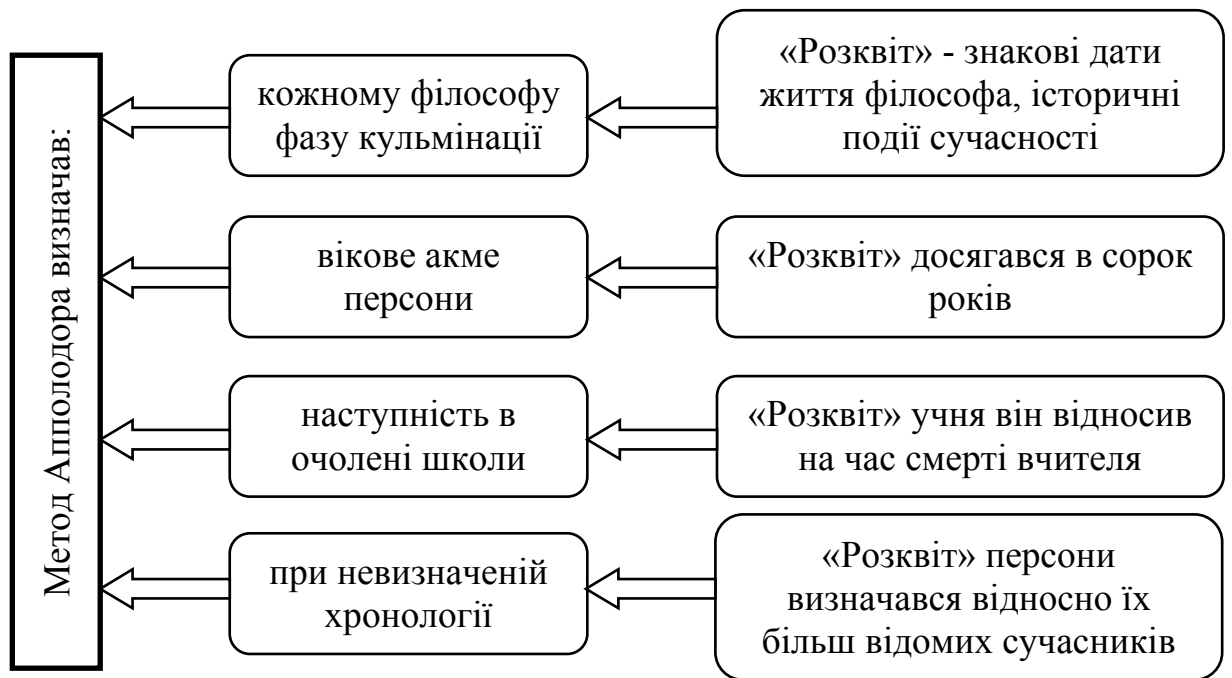 Метод Апполодора визначав:
кожному філософу
фазу кульмінації
«Розквіт» - знакові дати
життя філософа, історичні
події сучасності
вікове акме
персони
«Розквіт» досягався в сорок
років
наступність в
очолені школи
«Розквіт» учня він відносив
на час смерті вчителя
при невизначеній
хронології
«Розквіт» персони
визначався відносно їх
більш відомих сучасників